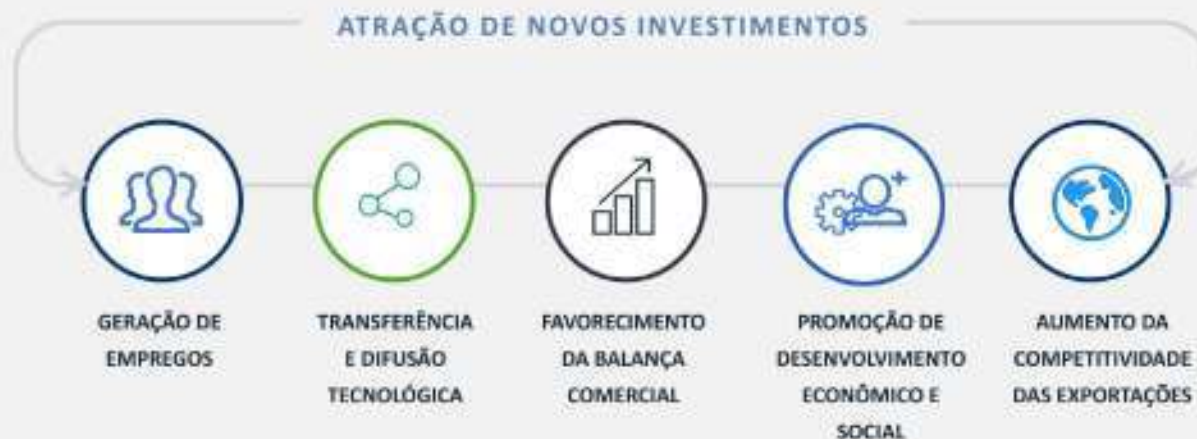 ATRAÇÃO DE NOVOS INVESTIMENTOS
GERAÇÃO DE
EMPREGOS
TRANSFERÊNCIA
E DIFUSÃO
TECNOLÓGICA
FAVORECIMENTO
DA BALANÇA
COMERCIAL
PROMOÇÃO DE
DESENVOLVIMENTO
ECONÔMICO E
SOCIAL
AUMENTO DA
COMPETITIVIDADE
DAS EXPORTAÇÕES